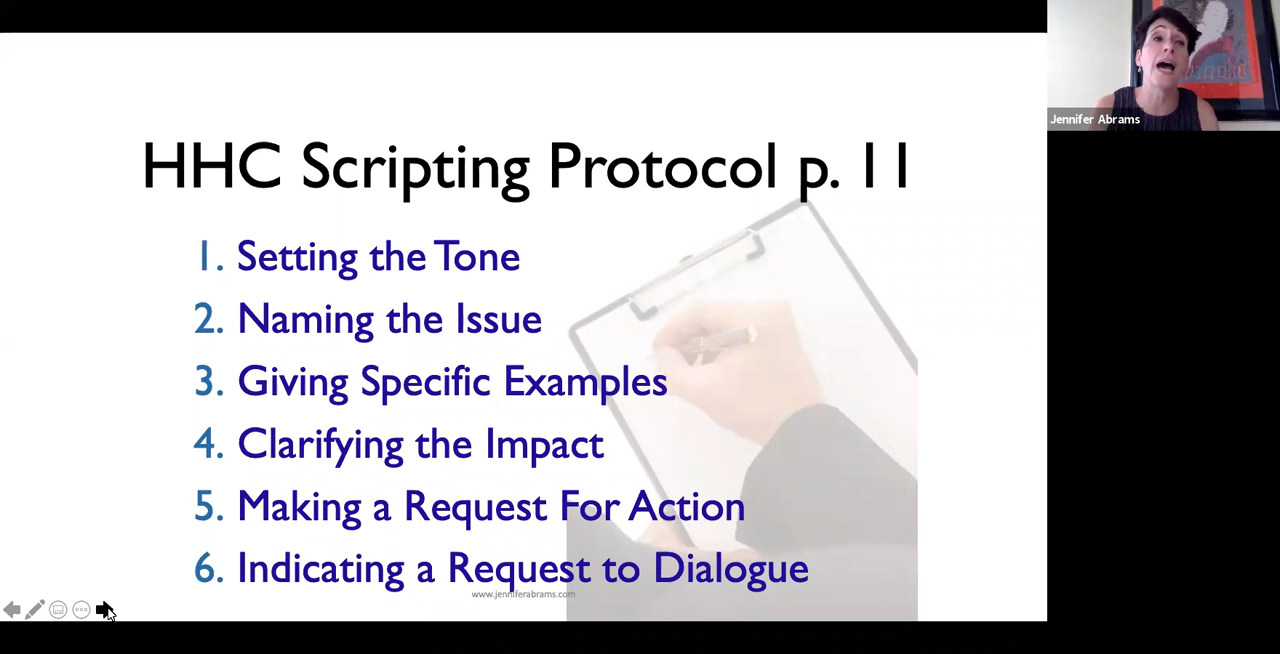 HHC Scripting Protocol p. 11
1. Setting the Tone
2. Naming the Issue
3. Giving Specific Examples
4. Clarifying the Impact
5. Making a Request For Action
6. Indicating a Request to Dialogue
www.jenniferabrams.com
Jennifer Abrams